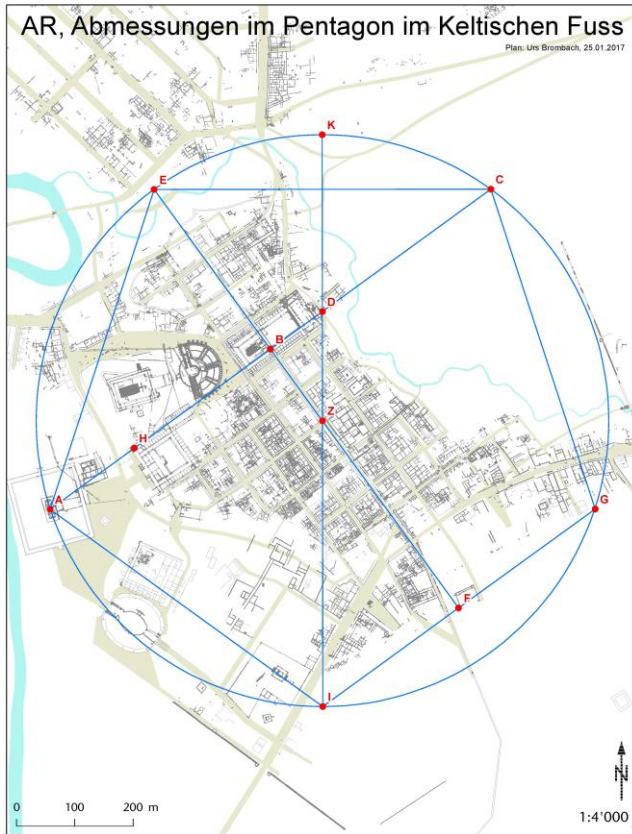 AR, Abmessungen im Pentagon im Keltischen Fuss
Plan: Urs Brombach, 25.01.2017
K
E
C
D
B
Z
H
A
G
F
I
N
0 100 200 m
1:4'000